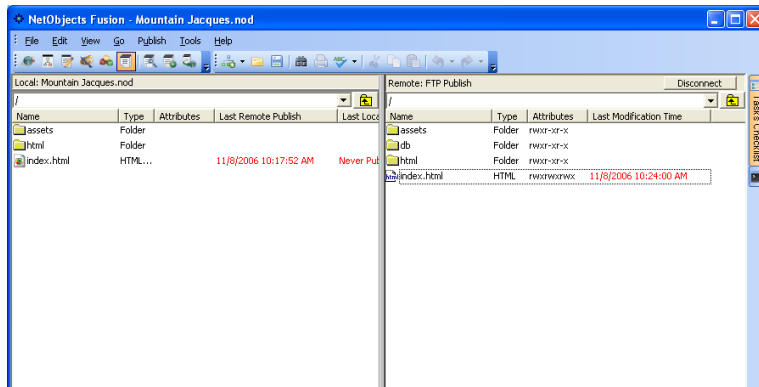 NetObjects Fusion - Mountain Jacques.nod
File Edit View Go Publish Tools Help
Local: Mountain Jacques.nod
/
Name Type Attributes Last Remote Publish Last Loca
assets Folder
html Folder
index.html HTML... 11/8/2006 10:17:52 AM Never Pub
Remote: FTP Publish Disconnect
/
Name Type Attributes Last Modification Time
assets Folder rwxr-xr-x
db Folder rwxr-xr-x
html Folder rwxr-xr-x
index.html HTML rwxrwxrwx 11/8/2006 10:24:00 AM
Tasks Checklist